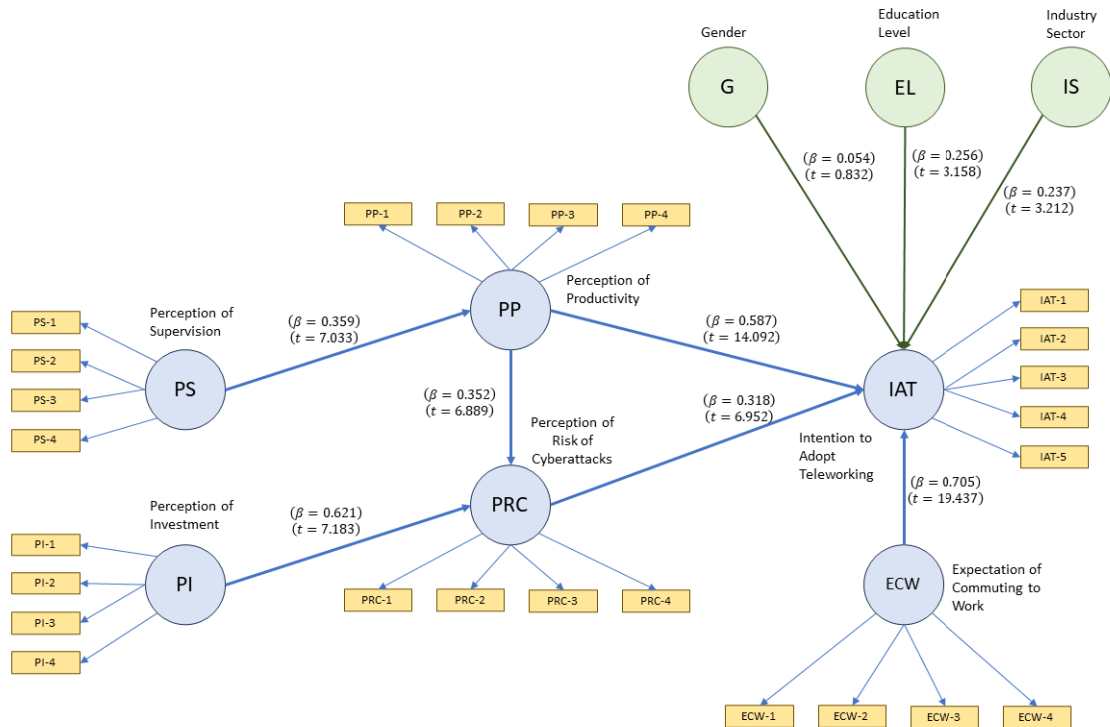 Gender
Education
Level
Industry
Sector
G
EL
IS
(β = 0.054)
(t = 0.832)
(β = 0.256)
(t = 3.158)
(β = 0.237)
(t = 3.212)
PP-1
PP-2
PP-3
PP-4
Perception of
Productivity
PP
Perception of
Supervision
PS-1
PS-2
PS-3
PS-4
PS
(β = 0.359)
(t = 7.033)
(β = 0.587)
(t = 14.092)
IAT-1
IAT-2
IAT-3
IAT-4
IAT-5
IAT
(β = 0.352)
(t = 6.889)
(β = 0.318)
(t = 6.952)
Perception of
Risk of
Cyberattacks
Intention to
Adopt
Teleworking
PRC
(β = 0.705)
(t = 19.437)
Perception of
Investment
(β = 0.621)
(t = 7.183)
PI-1
PI-2
PI-3
PI-4
PI
PRC-1
PRC-2
PRC-3
PRC-4
ECW
Expectation of
Commuting to
Work
ECW-1
ECW-2
ECW-3
ECW-4